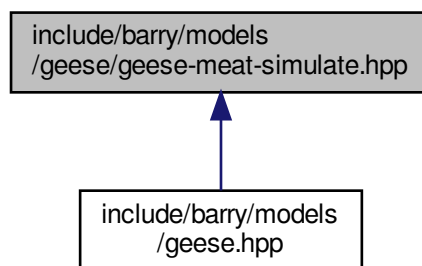 include/barry/models
/geese/geese-meat-simulate.hpp
include/barry/models
/geese.hpp